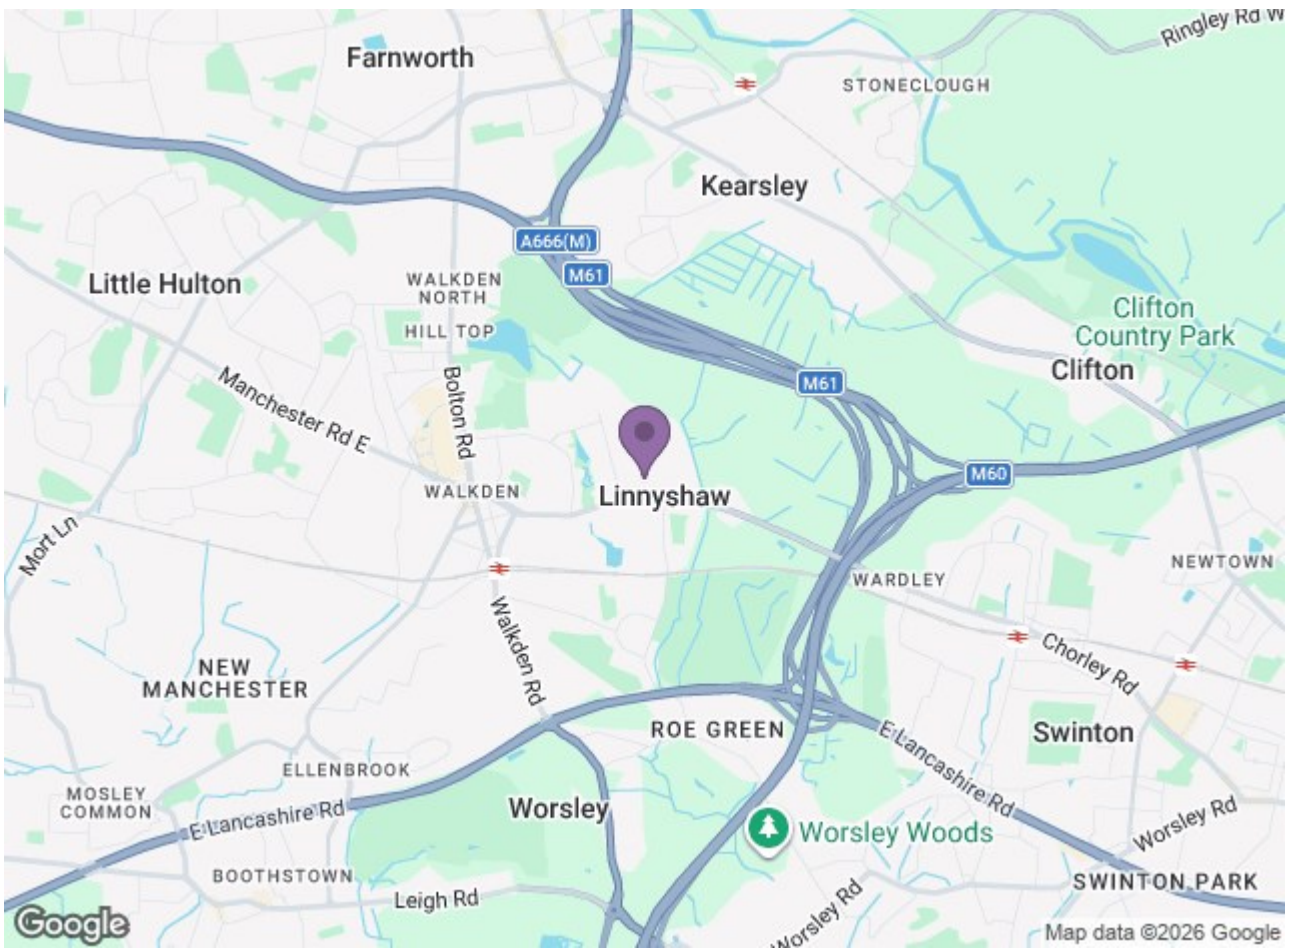 Ringley Rd W
Farnworth
STONECLOUGH
Kearsley
A666(M)
M61
Little Hulton
WALKDEN
NORTH
HILL TOP
Clifton
Country Park
Clifton
M61
Manchester Rd E
Bolton Rd
M60
WALKDEN
Linnyshaw
Mort Ln
NEWTOWN
WARDLEY
Walkden Rd
Chorley Rd
NEW
MANCHESTER
ROE GREEN
E Lancashire Rd
Swinton
ELLENBROOK
MOSLEY
COMMON
E Lancashire Rd
Worsley
Worsley Woods
Worsley Rd
BOOTHSTOWN
Leigh Rd
Worsley Rd
SWINTON PARK
Google
Map data ©2026 Google